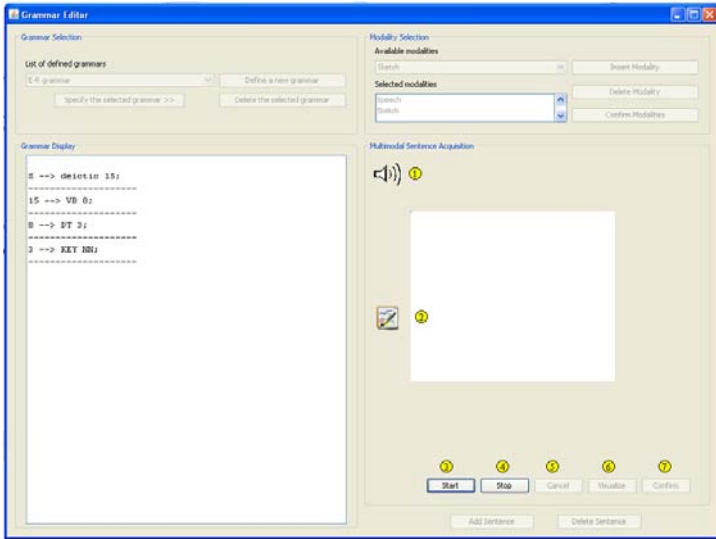 Grammar Editor
Grammar Selection
List of defined grammars
E-R grammar
Define a new grammar
Specify the selected grammar >>
Delete the selected grammar
Modality Selection
Available modalities
Sketch
Insert Modality
Selected modalities
Speech
Sketch
Delete Modality
Confirm Modalities
Grammar Display
S --> deictic 15;
--------------------
15 --> VB 8;
--------------------
8 --> DT 3;
--------------------
3 --> KEY NN;
--------------------
Multimodal Sentence Acquisition
1
2
3 4 5 6 7
Start Stop Cancel Visualize Confirm
Add Sentence Delete Sentence